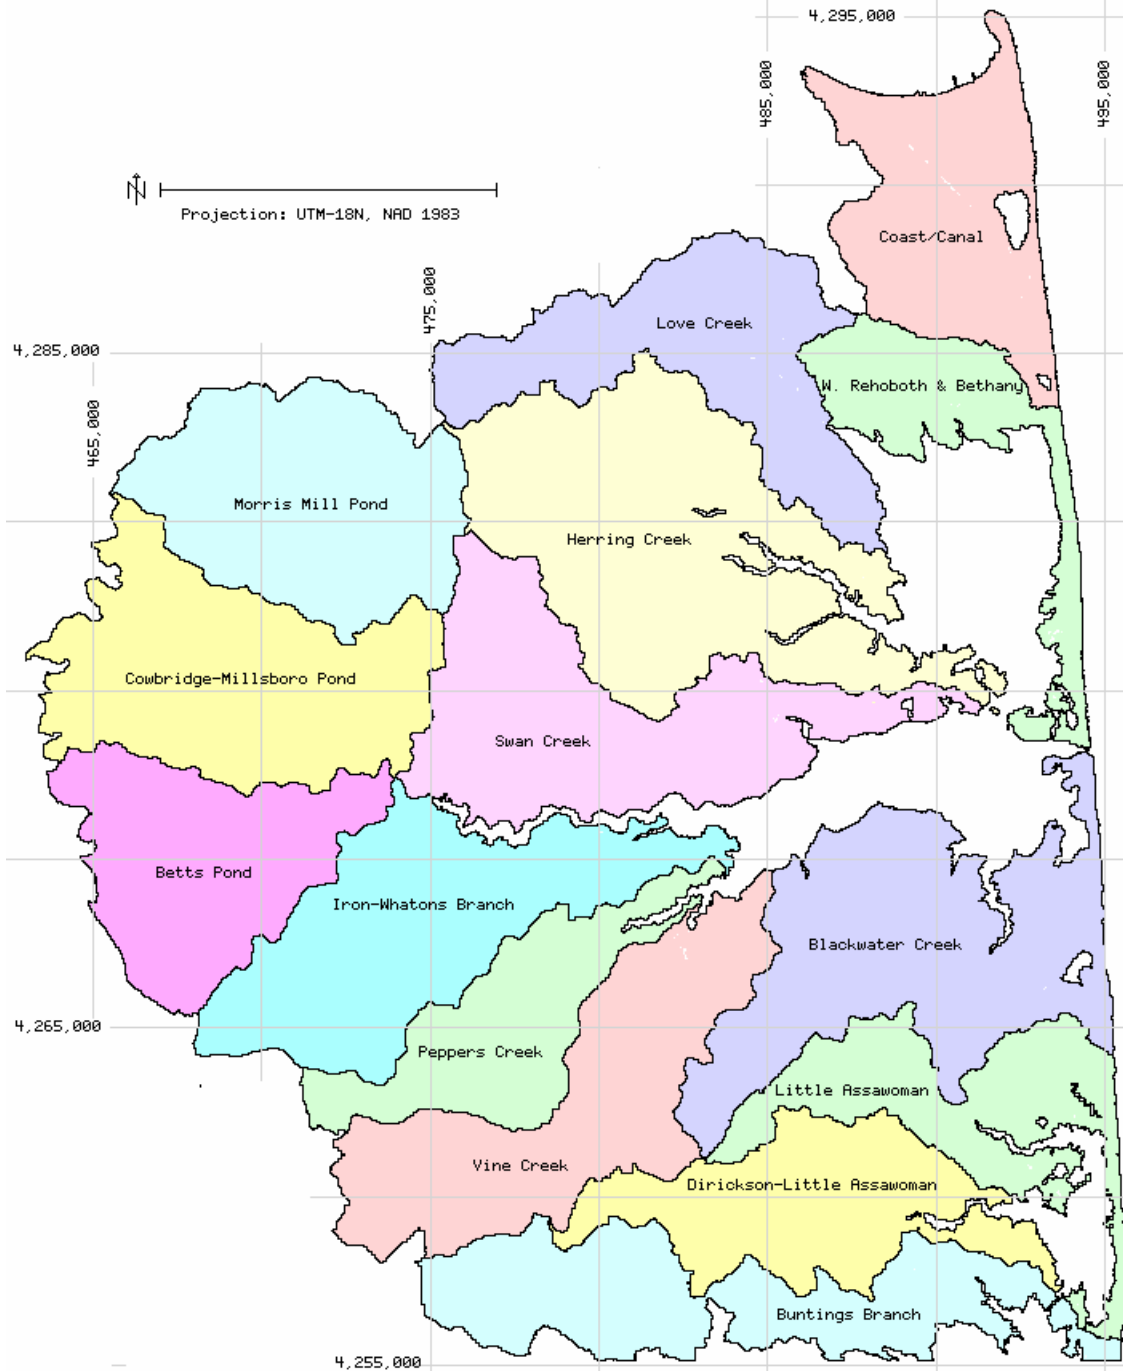 4,295,000
485,000
495,000
N
Projection: UTM-18N, NAD 1983
Coast/Canal
475,000
Love Creek
4,285,000
W. Rehoboth & Bethany
465,000
Morris Mill Pond
Herring Creek
Cowbridge-Millsboro Pond
Swan Creek
Betts Pond
Iron-Whatons Branch
Blackwater Creek
4,265,000
Peppers Creek
Little Assawoman
Vine Creek
Dirickson-Little Assawoman
Buntings Branch
4,255,000